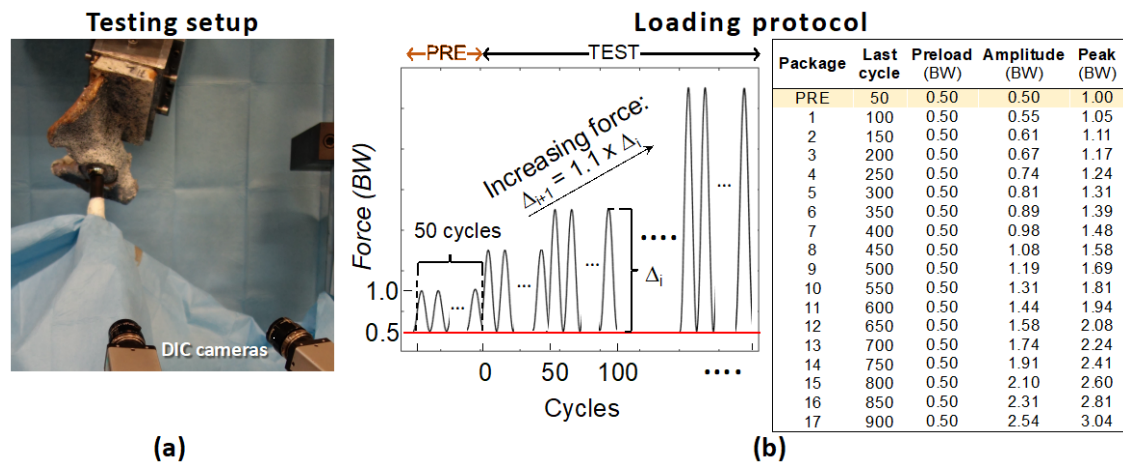 Testing setup
DIC cameras
(a)
Loading protocol
PRE TEST
Force (BW)
1.0
0.5
50 cycles
Increasing force:
Δi+1 = 1.1 x Δi
... ... ... .... ...
Δi
0 50 100 ....
Cycles
Package Last cycle Preload (BW) Amplitude (BW) Peak (BW)
PRE 50 0.50 0.50 1.00
1 100 0.50 0.55 1.05
2 150 0.50 0.61 1.11
3 200 0.50 0.67 1.17
4 250 0.50 0.74 1.24
5 300 0.50 0.81 1.31
6 350 0.50 0.89 1.39
7 400 0.50 0.98 1.48
8 450 0.50 1.08 1.58
9 500 0.50 1.19 1.69
10 550 0.50 1.31 1.81
11 600 0.50 1.44 1.94
12 650 0.50 1.58 2.08
13 700 0.50 1.74 2.24
14 750 0.50 1.91 2.41
15 800 0.50 2.10 2.60
16 850 0.50 2.31 2.81
17 900 0.50 2.54 3.04
(b)